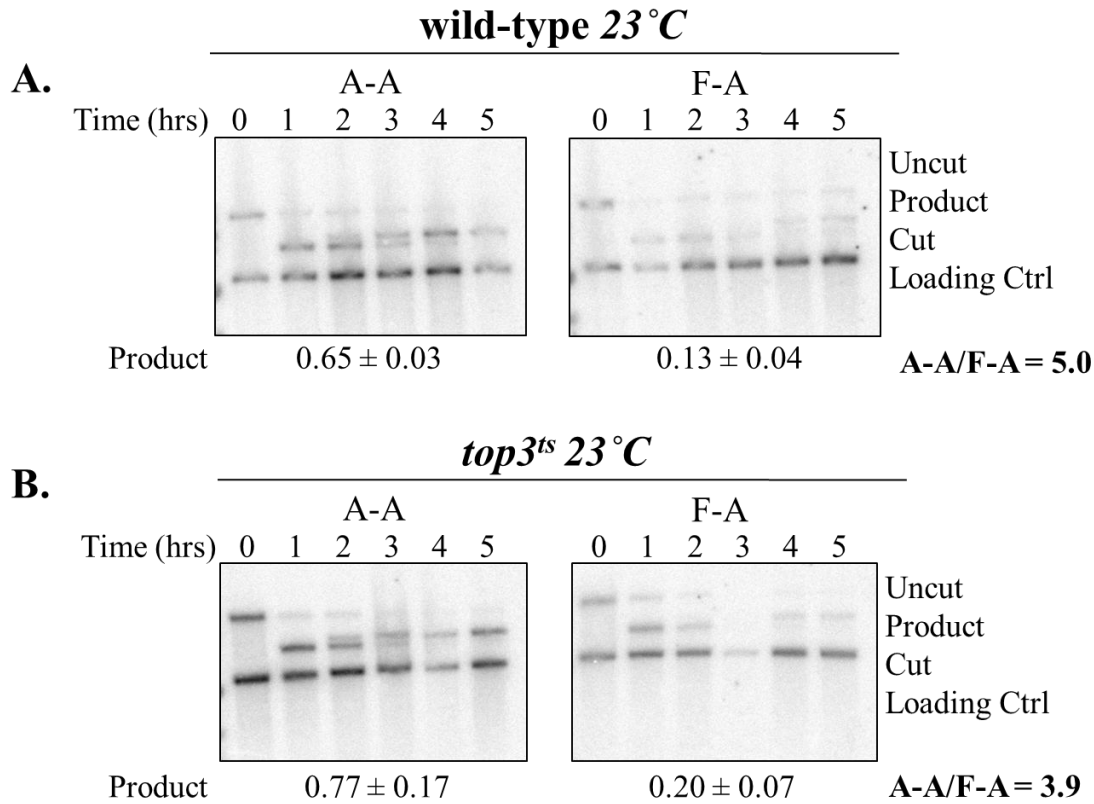 wild-type 23˚C
A.
A-A F-A
Time (hrs) 0 1 2 3 4 5 0 1 2 3 4 5
Uncut
Product
Cut
Loading Ctrl
Product 0.65 ± 0.03 0.13 ± 0.04 A-A/F-A = 5.0
top3ts 23˚C
B.
A-A F-A
Time (hrs) 0 1 2 3 4 5 0 1 2 3 4 5
Uncut
Product
Cut
Loading Ctrl
Product 0.77 ± 0.17 0.20 ± 0.07 A-A/F-A = 3.9